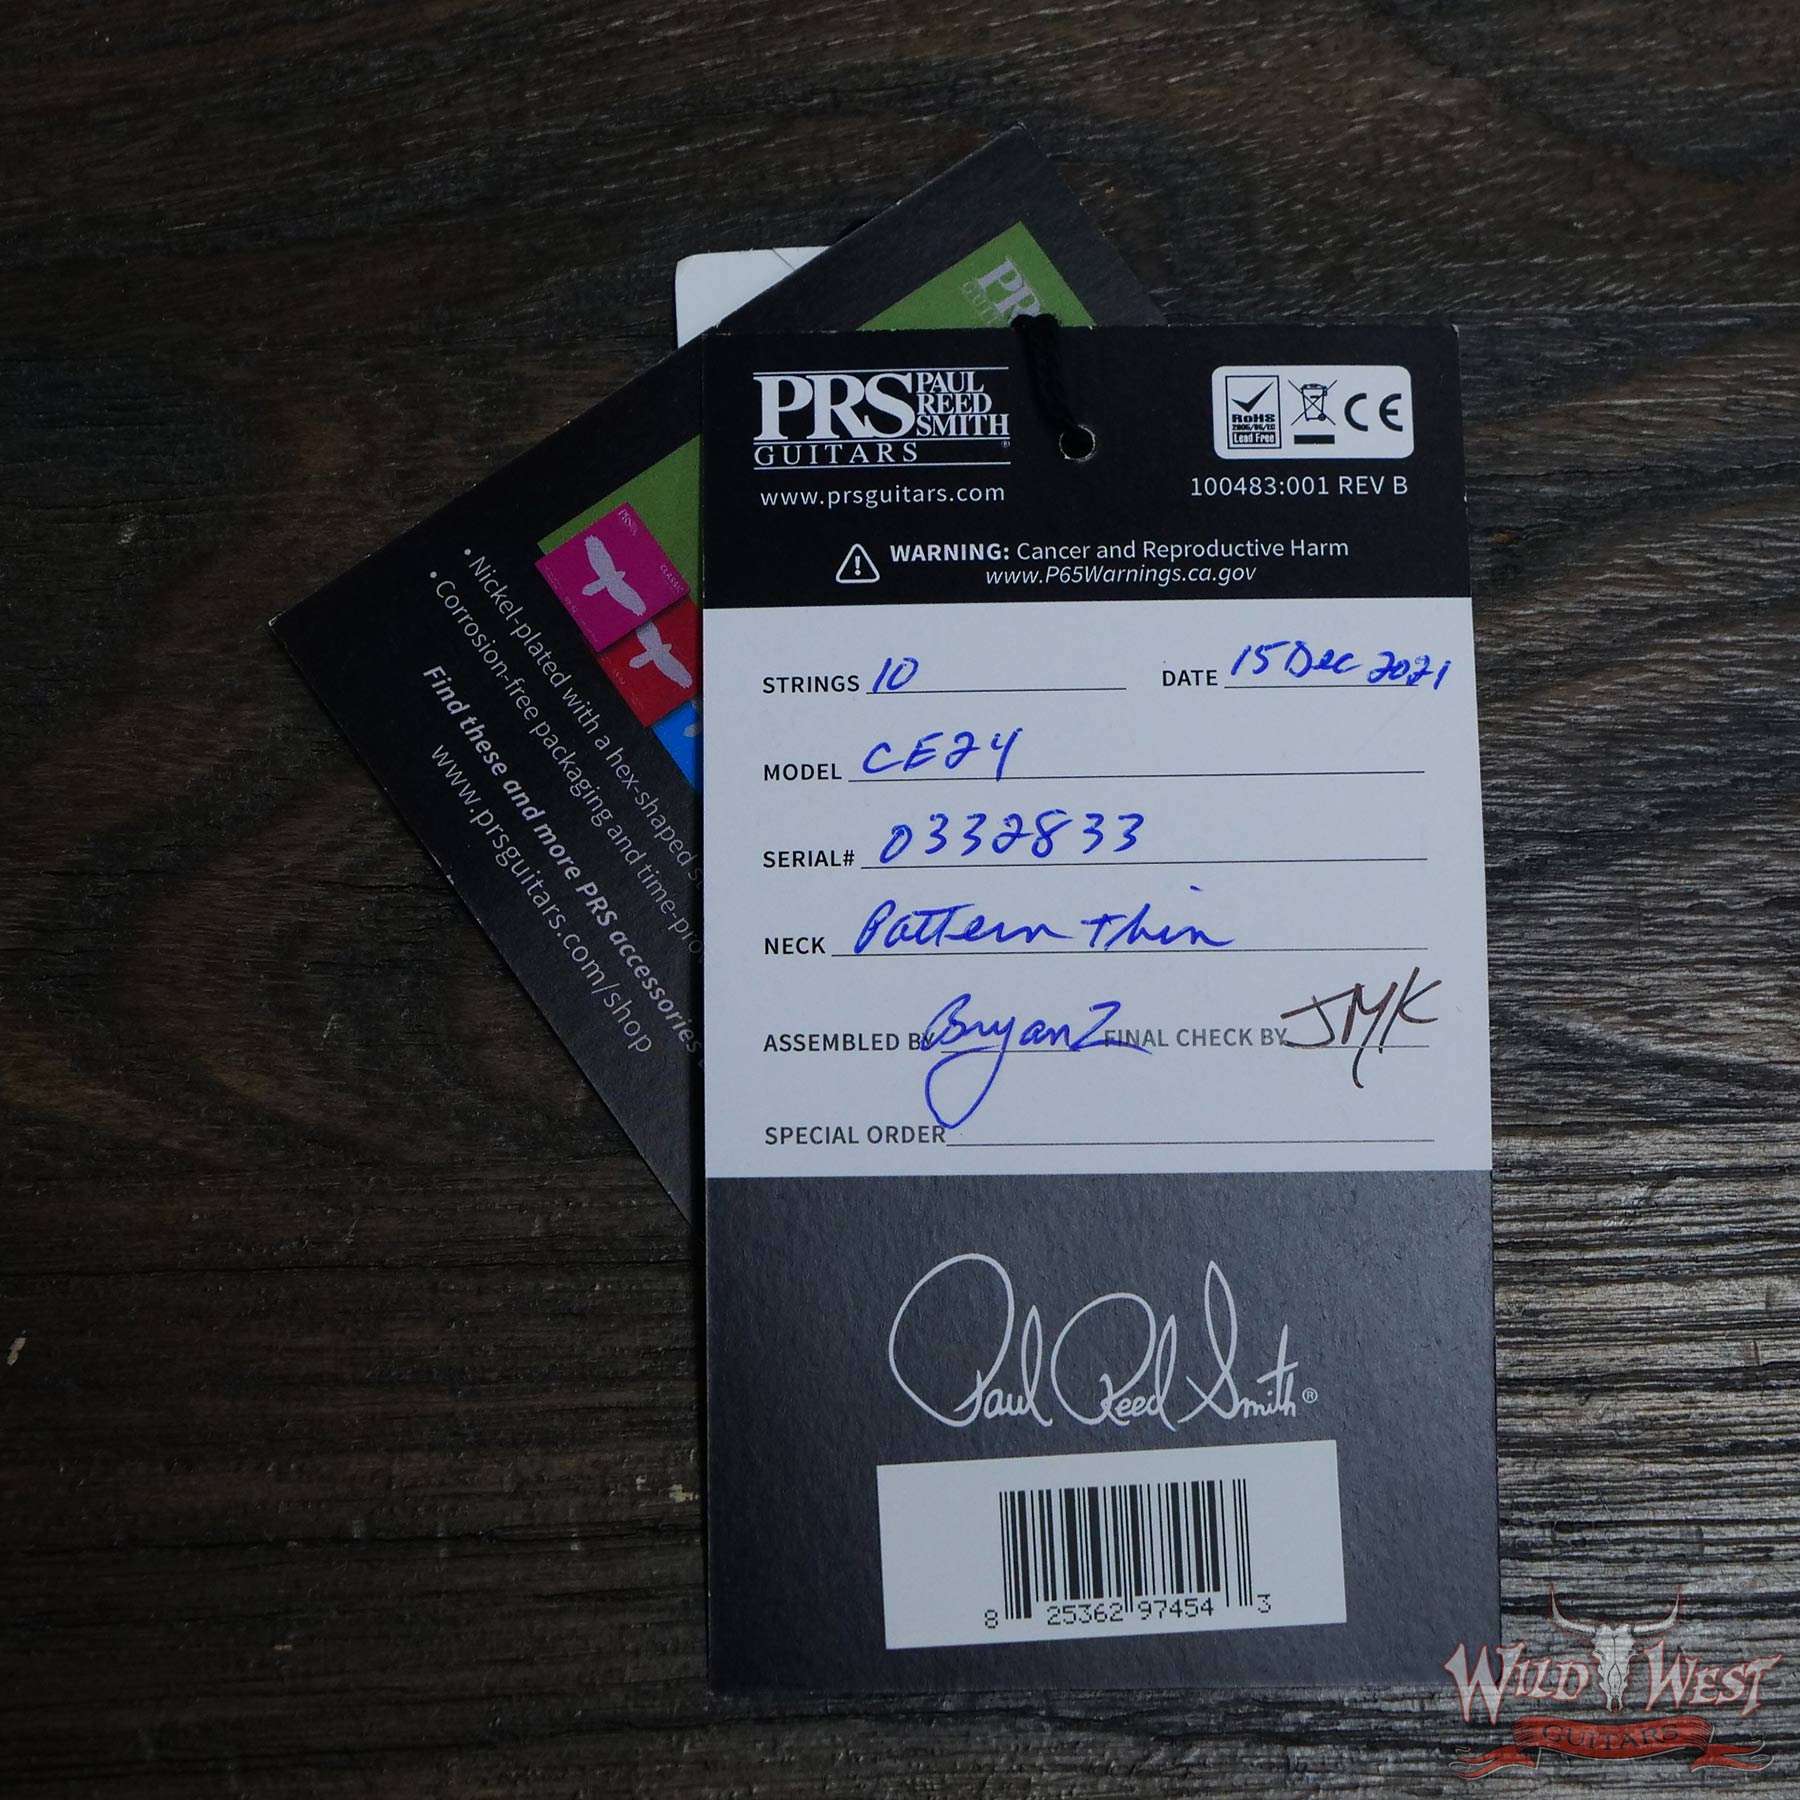 PRS PAUL REED SMITH
GUITARS ®
www.prsguitars.com
RoHS
2006/95/EC
Lead Free
CE
100483:001 REV B
WARNING: Cancer and Reproductive Harm
www.P65Warnings.ca.gov
STRINGS 10 DATE 15 Dec 2021
MODEL CE24
SERIAL# 0332833
NECK Pattern thin
ASSEMBLED BY Bryan Z FINAL CHECK BY JMK
SPECIAL ORDER
Paul Reed Smith®
8 25362 97454 3
PRS
• Nickel-plated with a hex-shaped
• Corrosion-free packaging and time-pro
Find these and more PRS accessories
www.prsguitars.com/shop
CLASSIC
WILD WEST
GUITARS